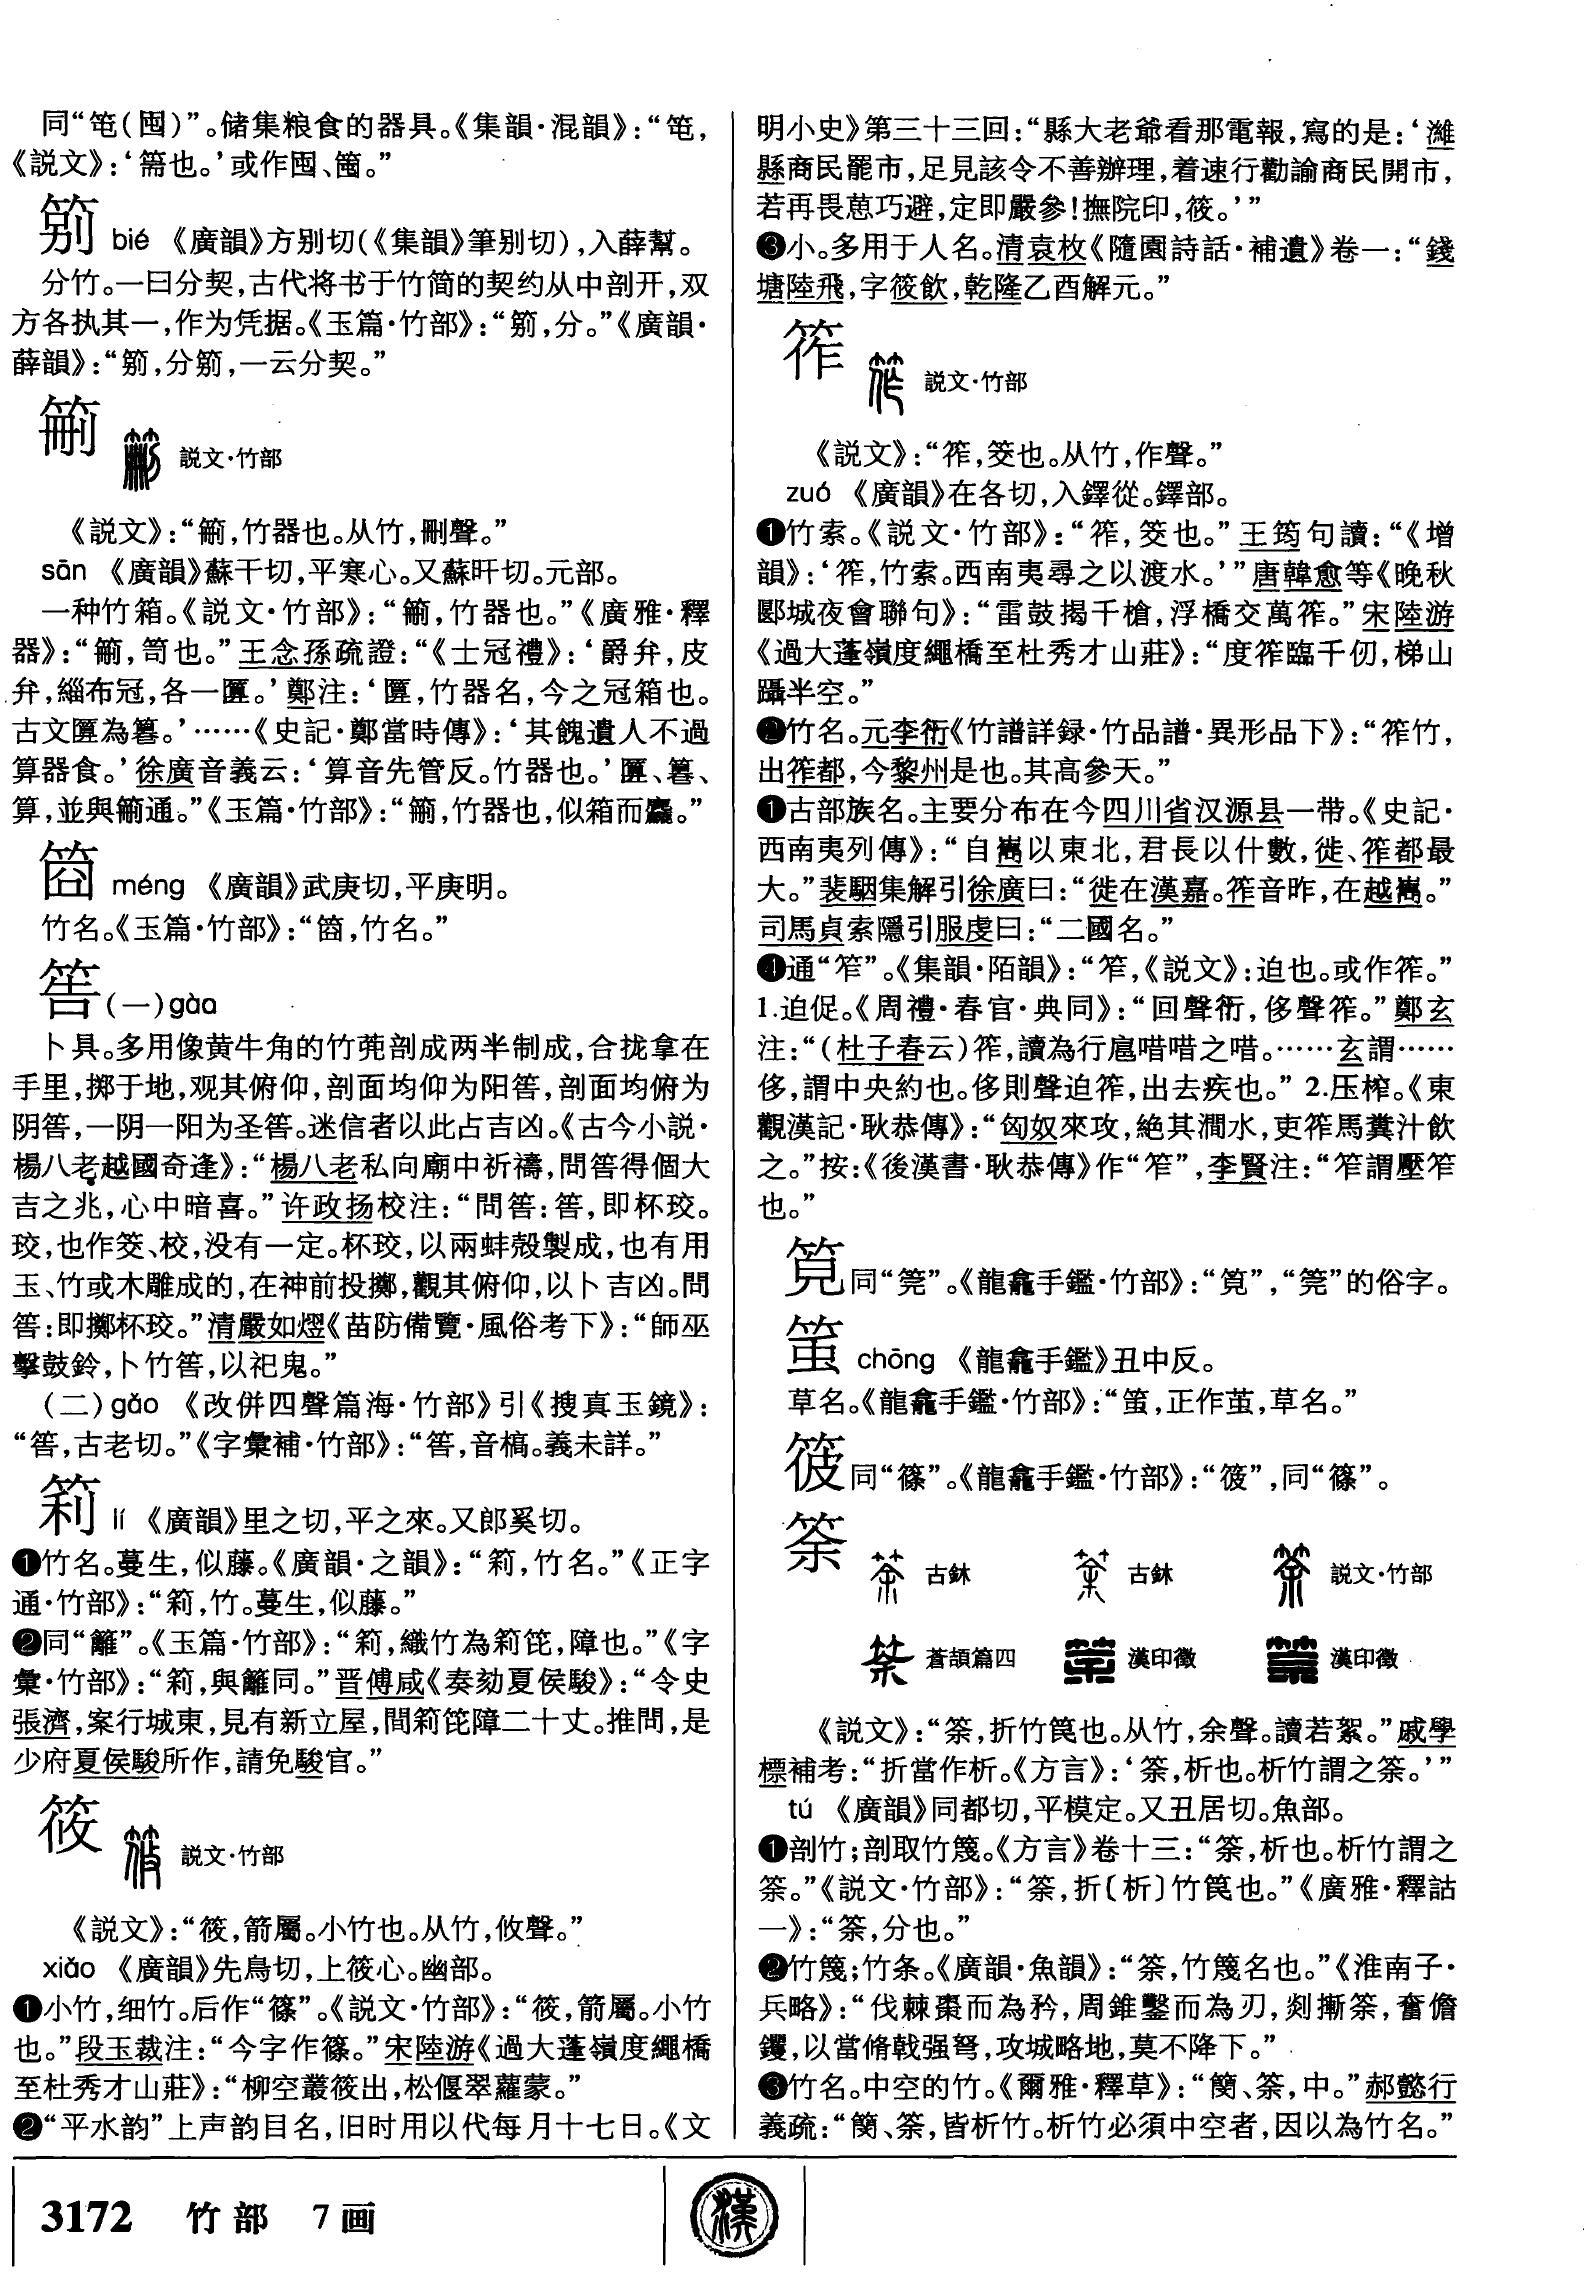 同“笹(囤)”。储集粮食的器具。《集韻·混韻》：“
《説文》：‘篅也。’或作囤、䇬。”
䇷 bié 《廣韻》方别切(《集韻》筆别切)，入薛幫。
分竹。一曰分契，古代将书于竹简的契约从中剖开，双
方各执其一，作为凭据。《玉篇·竹部》：“䇷，分。”《廣韻·
薛韻》：“䇷，分䇷，一云分契。”
 説文·竹部
《説文》：“，竹器也。从竹，删聲。”
sān 《廣韻》蘇干切，平寒心。又蘇旰切。元部。
一种竹箱。《説文·竹部》：“，竹器也。”《廣雅·釋
器》：“，笥也。”王念孫疏證：“《士冠禮》：‘爵弁，皮
弁，緇布冠，各一匴。’鄭注：‘匴，竹器名，今之冠箱也。
古文匴為。’……《史記·鄭當時傳》：‘其餽遺人不過
算器食。’徐廣音義云：‘算音先管反。竹器也。’匴、、
算，並與通。”《玉篇·竹部》：“，竹器也，似箱而麤。”
 méng 《廣韻》武庚切，平庚明。
竹名。《玉篇·竹部》：“，竹名。”
筶(一)gào
卜具。多用像黄牛角的竹蔸剖成两半制成，合拢拿在
手里，掷于地，观其俯仰，剖面均仰为阳筶，剖面均俯为
阴筶，一阴一阳为圣筶。迷信者以此占吉凶。《古今小説·
楊八老越國奇逢》：“楊八老私向廟中祈禱，問筶得個大
吉之兆，心中暗喜。”许政扬校注：“問筶：筶，即杯珓。
珓，也作筊、校，没有一定。杯珓，以兩蚌殻製成，也有用
玉、竹或木雕成的，在神前投擲，觀其俯仰，以卜吉凶。問
筶：即擲杯珓。”清嚴如熤《苗防備覽·風俗考下》：“師巫
擊鼓鈴，卜竹筶，以祀鬼。”
(二)gǎo 《改併四聲篇海·竹部》引《搜真玉鏡》：
“筶，古老切。”《字彙補·竹部》：“筶，音槁。義未詳。”
筣 lí 《廣韻》里之切，平之來。又郎奚切。
❶竹名。蔓生，似藤。《廣韻·之韻》：“筣，竹名。”《正字
通·竹部》：“筣，竹。蔓生，似藤。”
❷同“籬”。《玉篇·竹部》：“筣，織竹為筣笓，障也。”《字
彙·竹部》：“筣，與籬同。”晋傅咸《奏劾夏侯駿》：“令史
張濟，案行城東，見有新立屋，間筣笓障二十丈。推問，是
少府夏侯駿所作，請免駿官。”
筱 説文·竹部
《説文》：“筱，箭屬。小竹也。从竹，攸聲。”
xiǎo 《廣韻》先鳥切，上筱心。幽部。
❶小竹，细竹。后作“篠”。《説文·竹部》：“筱，箭屬。小竹
也。”段玉裁注：“今字作篠。”宋陸游《過大蓬嶺度繩橋
至杜秀才山莊》：“柳空叢筱出，松偃翠蘿蒙。”
❷“平水韵”上声韵目名，旧时用以代每月十七日。《文
明小史》第三十三回：“縣大老爺看那電報，寫的是：‘濰
縣商民罷市，足見該令不善辦理，着速行勸諭商民開市，
若再畏葸巧避，定即嚴參！撫院印，筱。’”
❸小。多用于人名。清袁枚《隨園詩話·補遺》卷一：“錢
塘陸飛，字筱飲，乾隆乙酉解元。”
筰 説文·竹部
《説文》：“筰，筊也。从竹，作聲。”
zuó 《廣韻》在各切，入鐸從。鐸部。
❶竹索。《説文·竹部》：“筰，筊也。”王筠句讀：“《增
韻》：‘筰，竹索。西南夷尋之以渡水。’”唐韓愈等《晚秋
郾城夜會聯句》：“雷鼓揭千槍，浮橋交萬筰。”宋陸游
《過大蓬嶺度繩橋至杜秀才山莊》：“度筰臨千仞，梯山
躡半空。”
❷竹名。元李衎《竹譜詳録·竹品譜·異形品下》：“筰竹，
出筰都，今黎州是也。其高參天。”
❶古部族名。主要分布在今四川省汉源县一带。《史記·
西南夷列傳》：“自巂以東北，君長以什數，徙、筰都最
大。”裴駰集解引徐廣曰：“徙在漢嘉。筰音昨，在越巂。”
司馬貞索隱引服虔曰：“二國名。”
❹通“笮”。《集韻·陌韻》：“笮，《説文》：迫也。或作筰。”
1.迫促。《周禮·春官·典同》：“回聲衍，侈聲筰。”鄭玄
注：“(杜子春云)筰，讀為行扈唶唶之唶。……玄謂……
侈，謂中央約也。侈則聲迫筰，出去疾也。” 2.压榨。《東
觀漢記·耿恭傳》：“匈奴來攻，絶其澗水，吏筰馬糞汁飲
之。”按：《後漢書·耿恭傳》作“笮”，李賢注：“笮謂壓笮
也。”
筧同“筦”。《龍龕手鑑·竹部》：“筧”，“筦”的俗字。
 chōng 《龍龕手鑑》丑中反。
草名。《龍龕手鑑·竹部》：“，正作茧，草名。”
同“篠”。《龍龕手鑑·竹部》：“”，同“篠”。
筡 古鉥 古鉥 説文·竹部
蒼頡篇四 漢印徵 漢印徵
《説文》：“筡，折竹笢也。从竹，余聲。讀若絮。”戚學
標補考：“折當作析。《方言》：‘筡，析也。析竹謂之筡。’”
tú 《廣韻》同都切，平模定。又丑居切。魚部。
❶剖竹；剖取竹篾。《方言》卷十三：“筡，析也。析竹謂之
筡。”《説文·竹部》：“筡，折〔析〕竹笢也。”《廣雅·釋詁
一》：“筡，分也。”
❷竹篾；竹条。《廣韻·魚韻》：“筡，竹篾名也。”《淮南子·
兵略》：“伐棘棗而為矜，周錐鑿而為刃，剡摲筡，奮儋
钁，以當脩戟强弩，攻城略地，莫不降下。”
❸竹名。中空的竹。《爾雅·釋草》：“簢、筡，中。”郝懿行
義疏：“簢、筡，皆析竹。析竹必須中空者，因以為竹名。”
3172 竹部 7画
漢